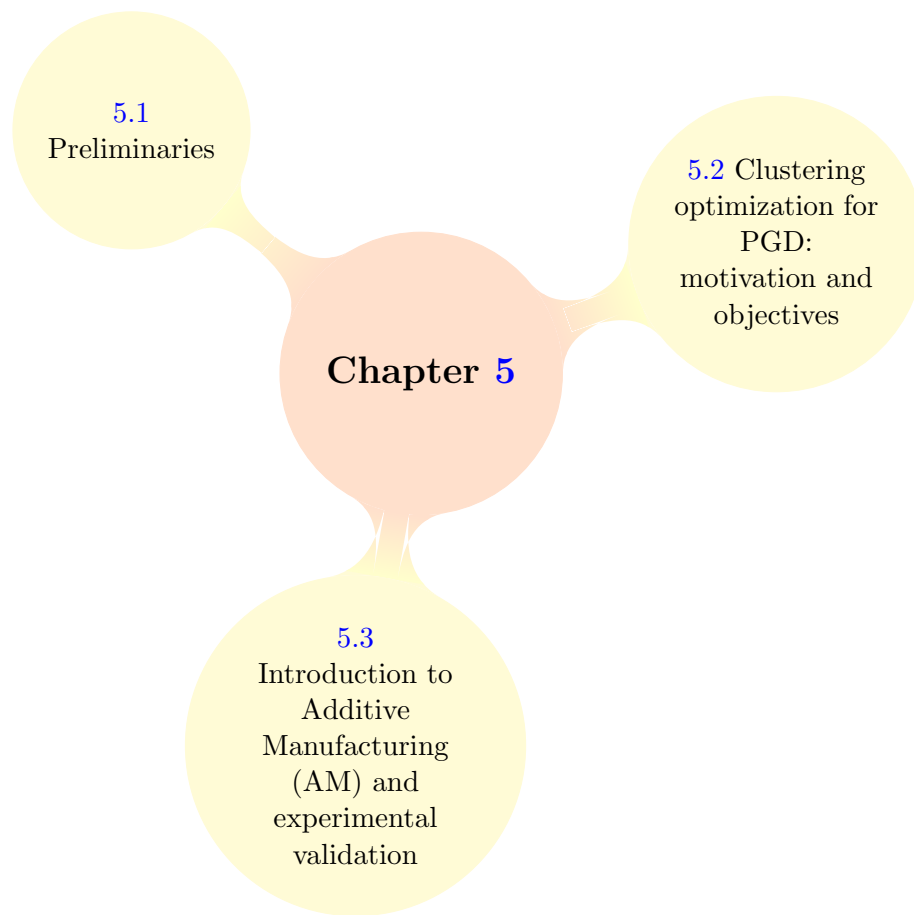 5.1
Preliminaries
5.2 Clustering
optimization for
PGD:
motivation and
objectives
Chapter 5
5.3
Introduction to
Additive
Manufacturing
(AM) and
experimental
validation